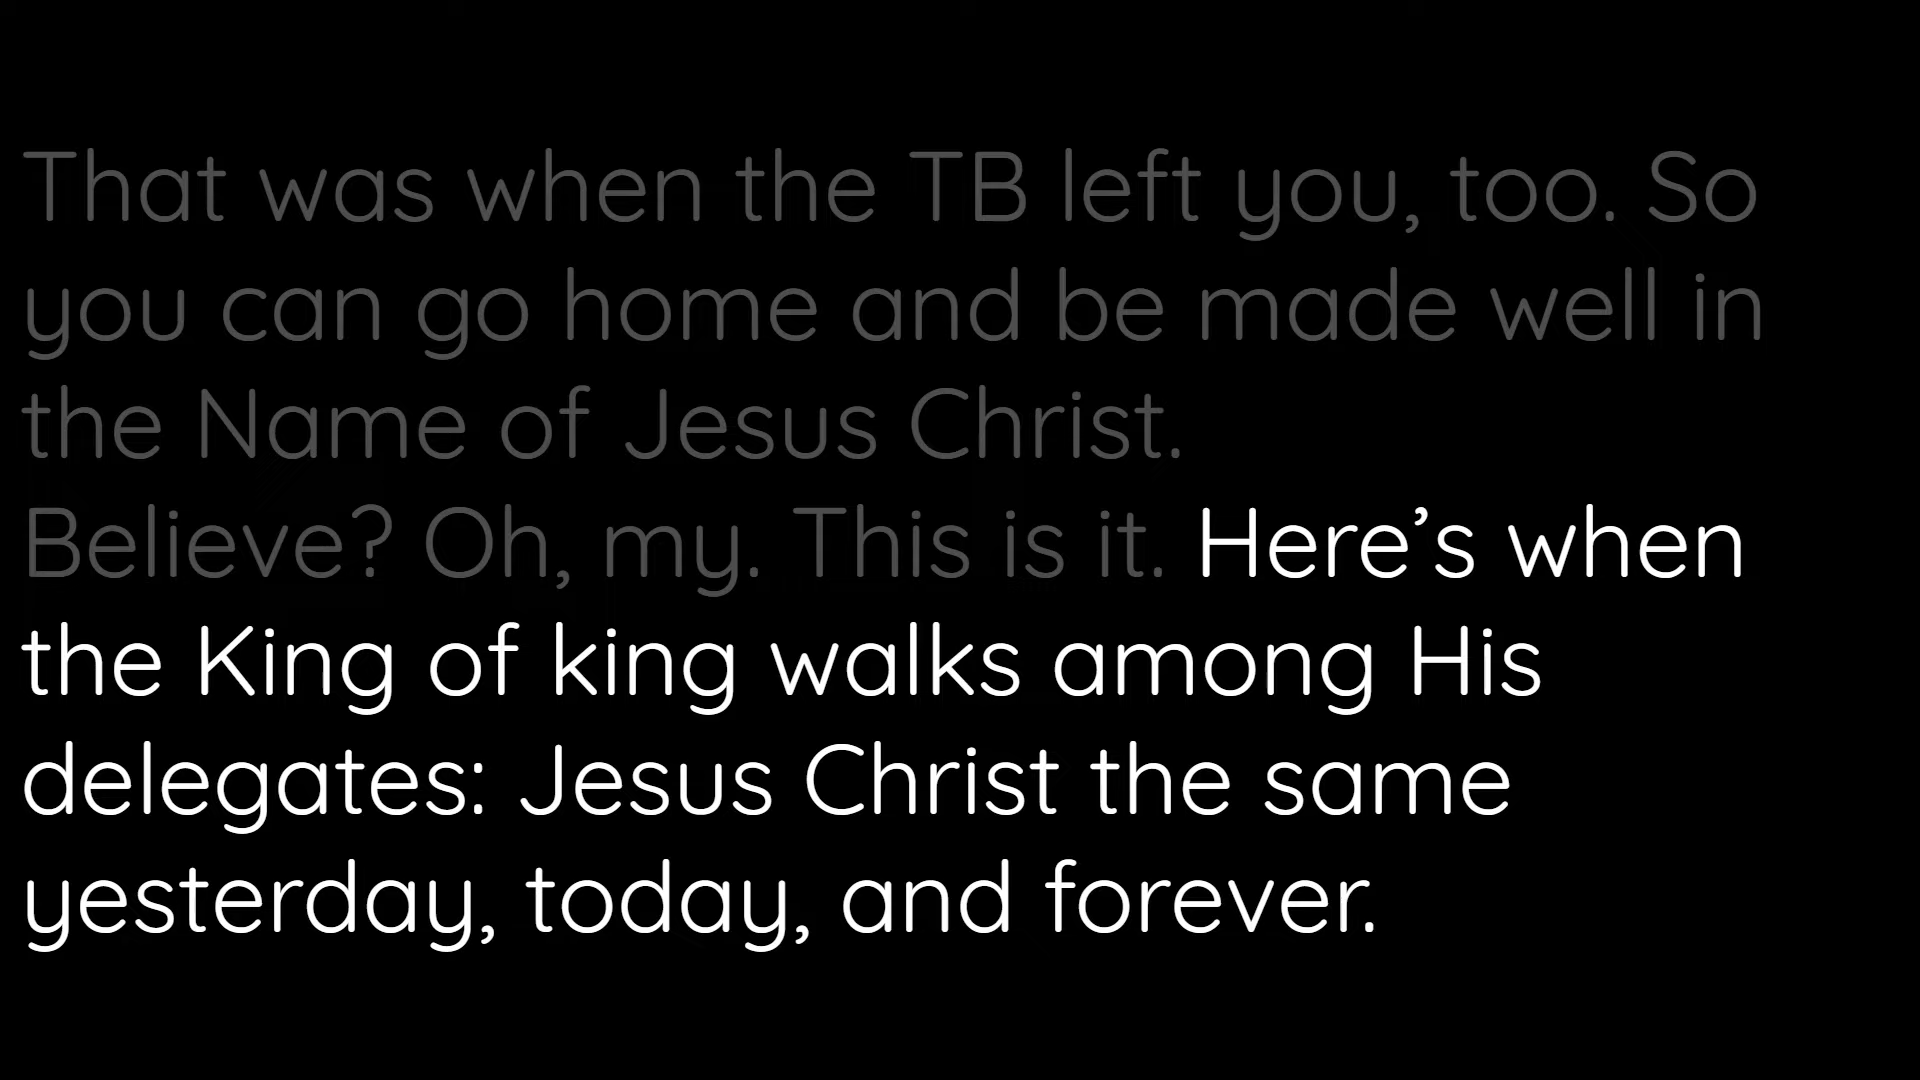 That was when the TB left you, too. So
you can go home and be made well in
the Name of Jesus Christ.
Believe? Oh, my. This is it. Here’s when
the King of king walks among His
delegates: Jesus Christ the same
yesterday, today, and forever.